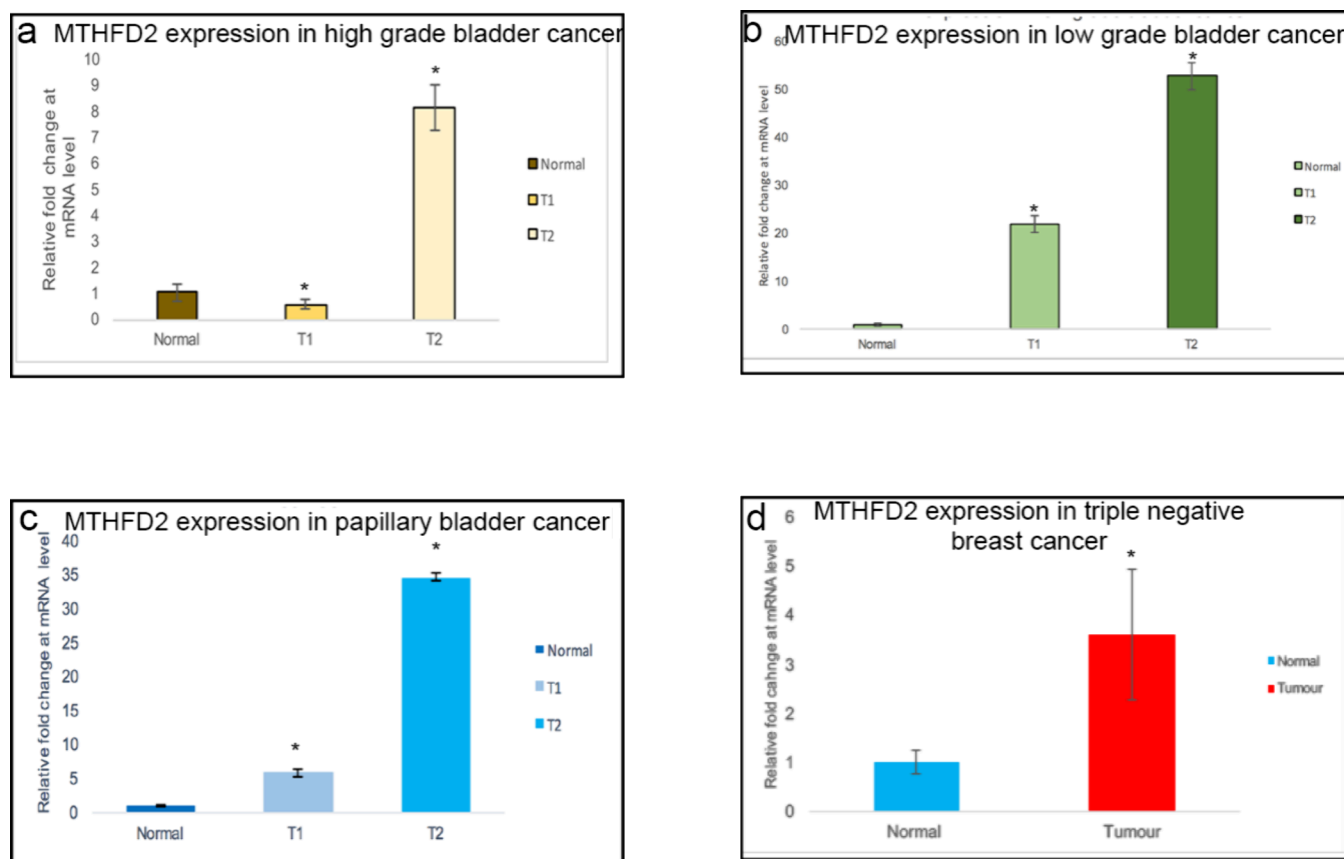 a MTHFD2 expression in high grade bladder cancer
Relative fold change at
mRNA level
10
9
8
7
6
5
4
3
2
1
0
*
*
Normal
T1
T2
Normal
T1
T2
b MTHFD2 expression in low grade bladder cancer
Relative fold change at mRNA level
60
50
40
30
20
10
0
*
*
Normal
T1
T2
Normal
T1
T2
c MTHFD2 expression in papillary bladder cancer
Relative fold change at mRNA level
40
35
30
25
20
15
10
5
0
*
*
Normal
T1
T2
Normal
T1
T2
d MTHFD2 expression in triple negative
breast cancer
Relative fold cahnge at mRNA level
6
5
4
3
2
1
0
*
Normal
Tumour
Normal
Tumour